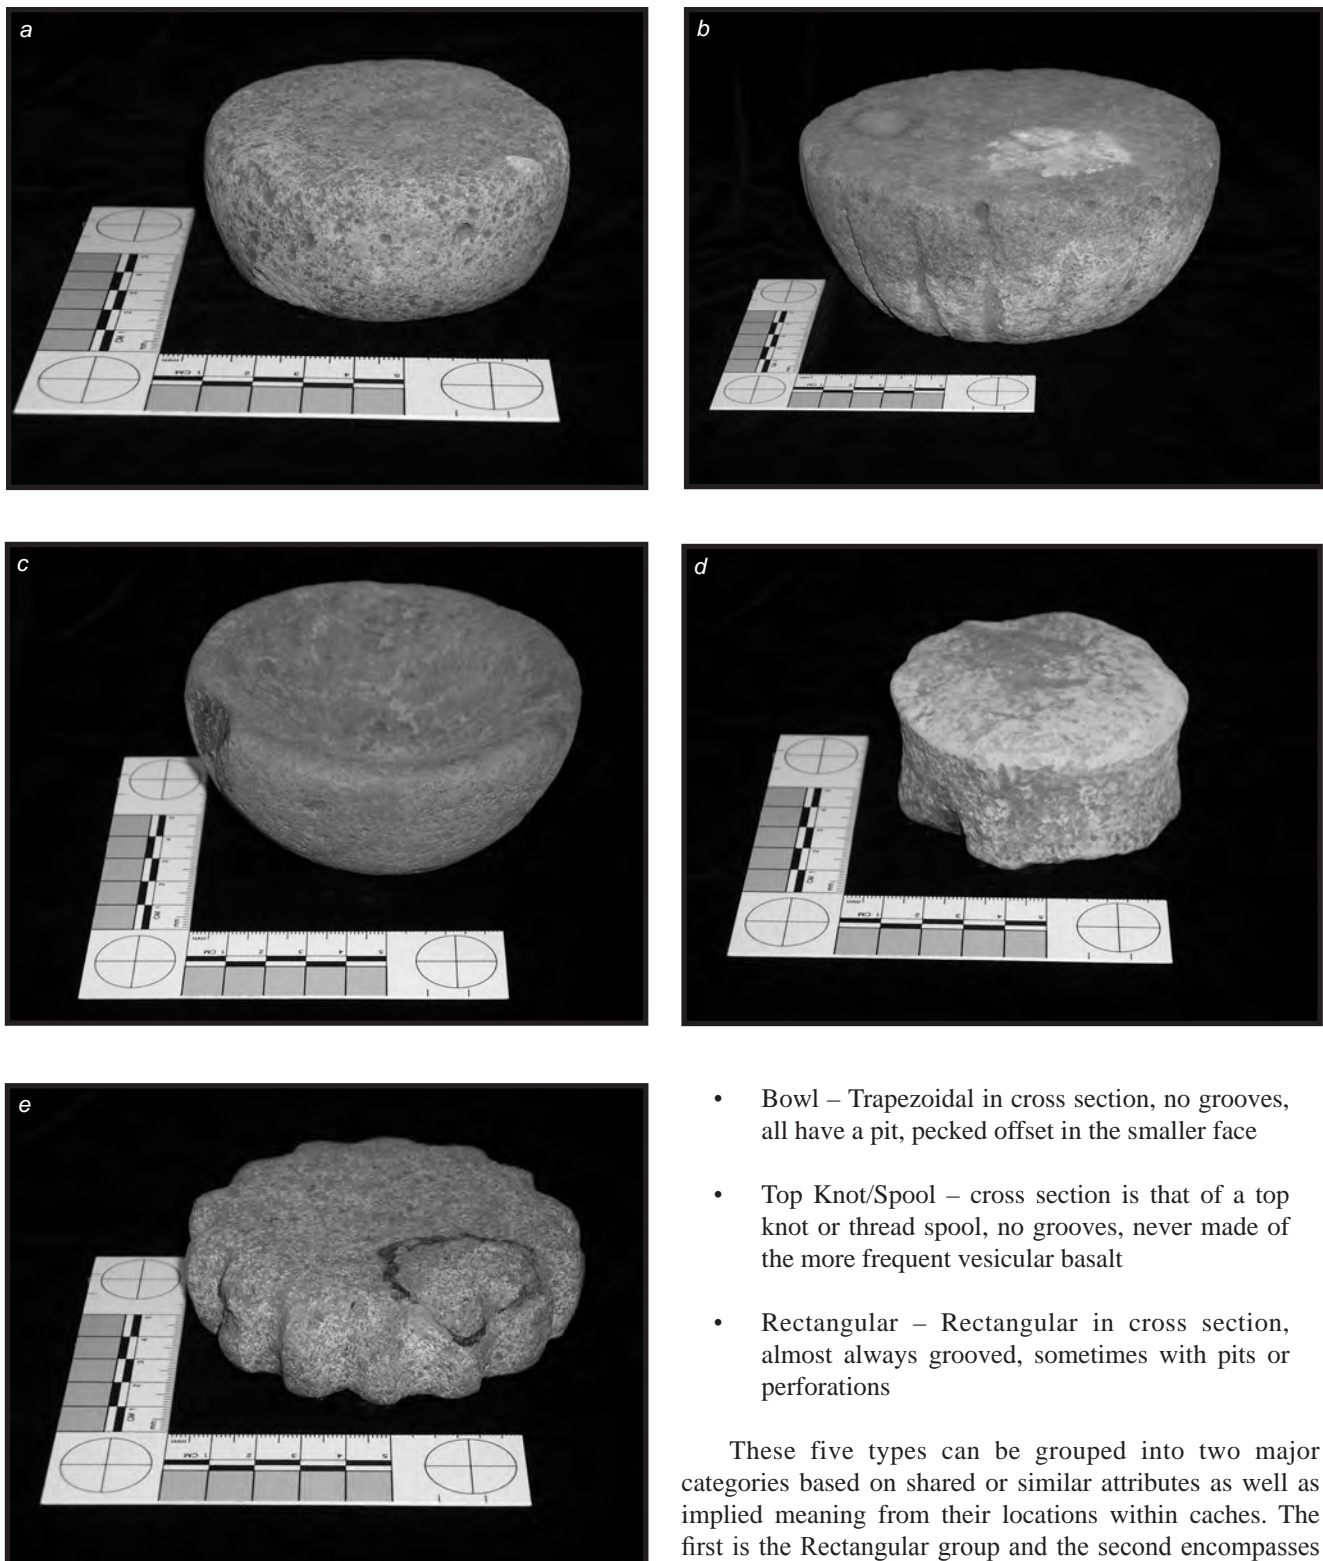 a
b
c
d
e
• Bowl – Trapezoidal in cross section, no grooves,
all have a pit, pecked offset in the smaller face
• Top Knot/Spool – cross section is that of a top
knot or thread spool, no grooves, never made of
the more frequent vesicular basalt
• Rectangular – Rectangular in cross section,
almost always grooved, sometimes with pits or
perforations
These five types can be grouped into two major
categories based on shared or similar attributes as well as
implied meaning from their locations within caches. The
first is the Rectangular group and the second encompasses